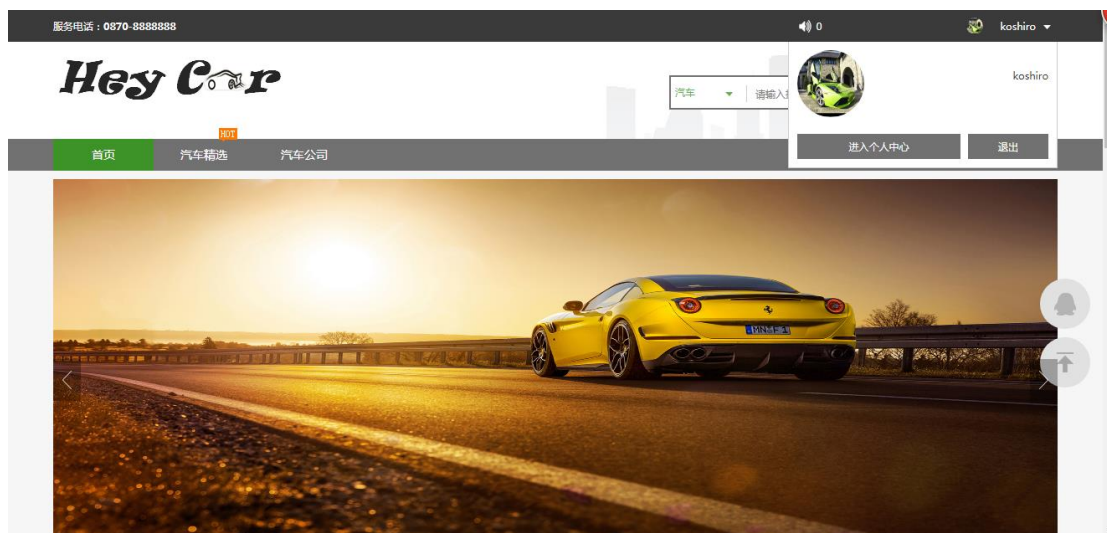 服务电话：0870-8888888
0
koshiro
Hey Car
汽车
请输入
koshiro
进入个人中心
退出
HOT
首页
汽车精选
汽车公司